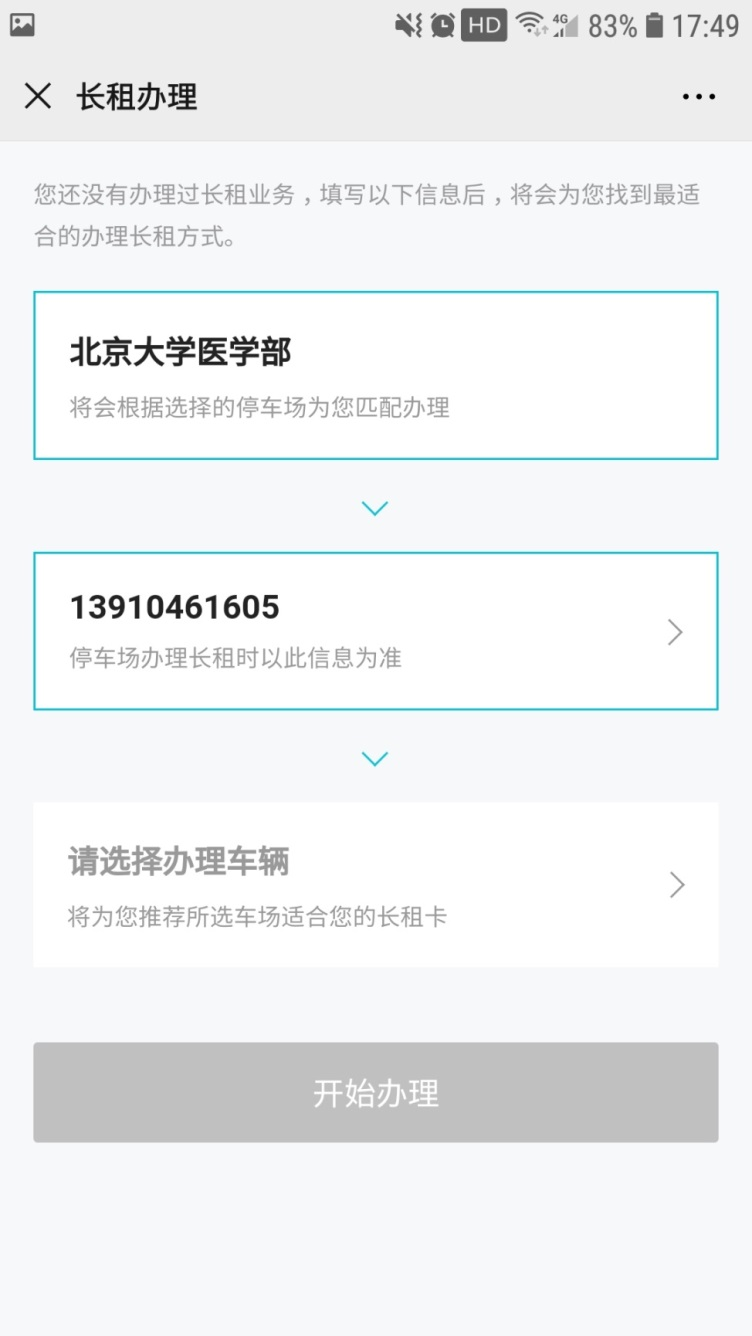 HD 4G 83% 17:49
长租办理
您还没有办理过长租业务，填写以下信息后，将会为您找到最适
合的办理长租方式。
北京大学医学部
将会根据选择的停车场为您匹配办理
13910461605
停车场办理长租时以此信息为准
请选择办理车辆
将为您推荐所选车场适合您的长租卡
开始办理